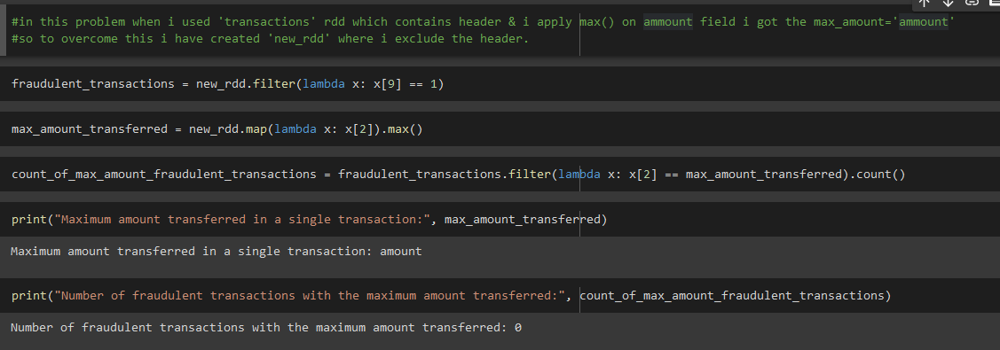 #in this problem when i used 'transactions' rdd which contains header & i apply max() on ammount field i got the max_amount='ammount'
#so to overcome this i have created 'new_rdd' where i exclude the header.
fraudulent_transactions = new_rdd.filter(lambda x: x[9] == 1)
max_amount_transferred = new_rdd.map(lambda x: x[2]).max()
count_of_max_amount_fraudulent_transactions = fraudulent_transactions.filter(lambda x: x[2] == max_amount_transferred).count()
print("Maximum amount transferred in a single transaction:", max_amount_transferred)
Maximum amount transferred in a single transaction: amount
print("Number of fraudulent transactions with the maximum amount transferred:", count_of_max_amount_fraudulent_transactions)
Number of fraudulent transactions with the maximum amount transferred: 0